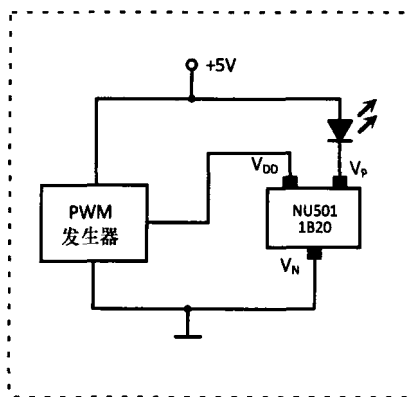 +5V
V_DD
V_P
PWM
发生器
NU501
1B20
V_N